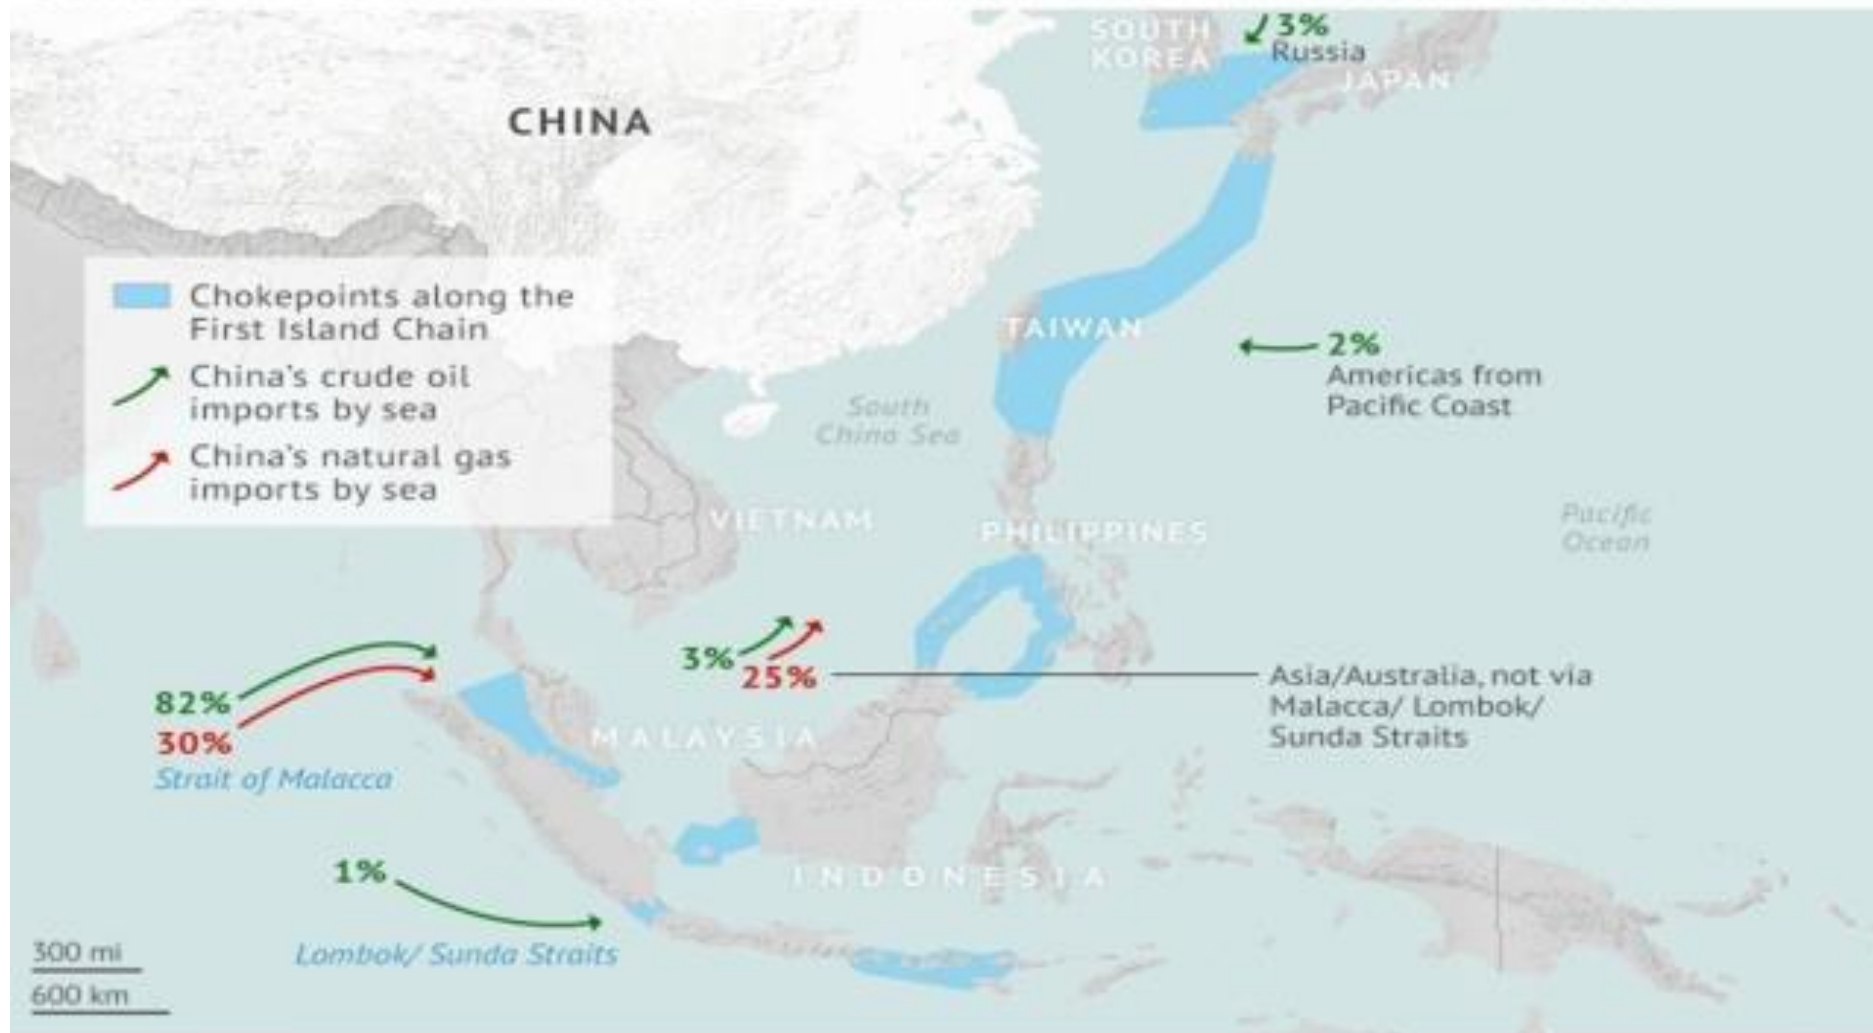 SOUTH
KOREA
3%
Russia
JAPAN
CHINA
Chokepoints along the
First Island Chain
China's crude oil
imports by sea
China's natural gas
imports by sea
TAIWAN
2%
Americas from
Pacific Coast
South
China Sea
VIETNAM
PHILIPPINES
Pacific
Ocean
3%
25%
Asia/Australia, not via
Malacca/ Lombok/
Sunda Straits
82%
30%
Strait of Malacca
MALAYSIA
1%
INDONESIA
Lombok/ Sunda Straits
300 mi
600 km